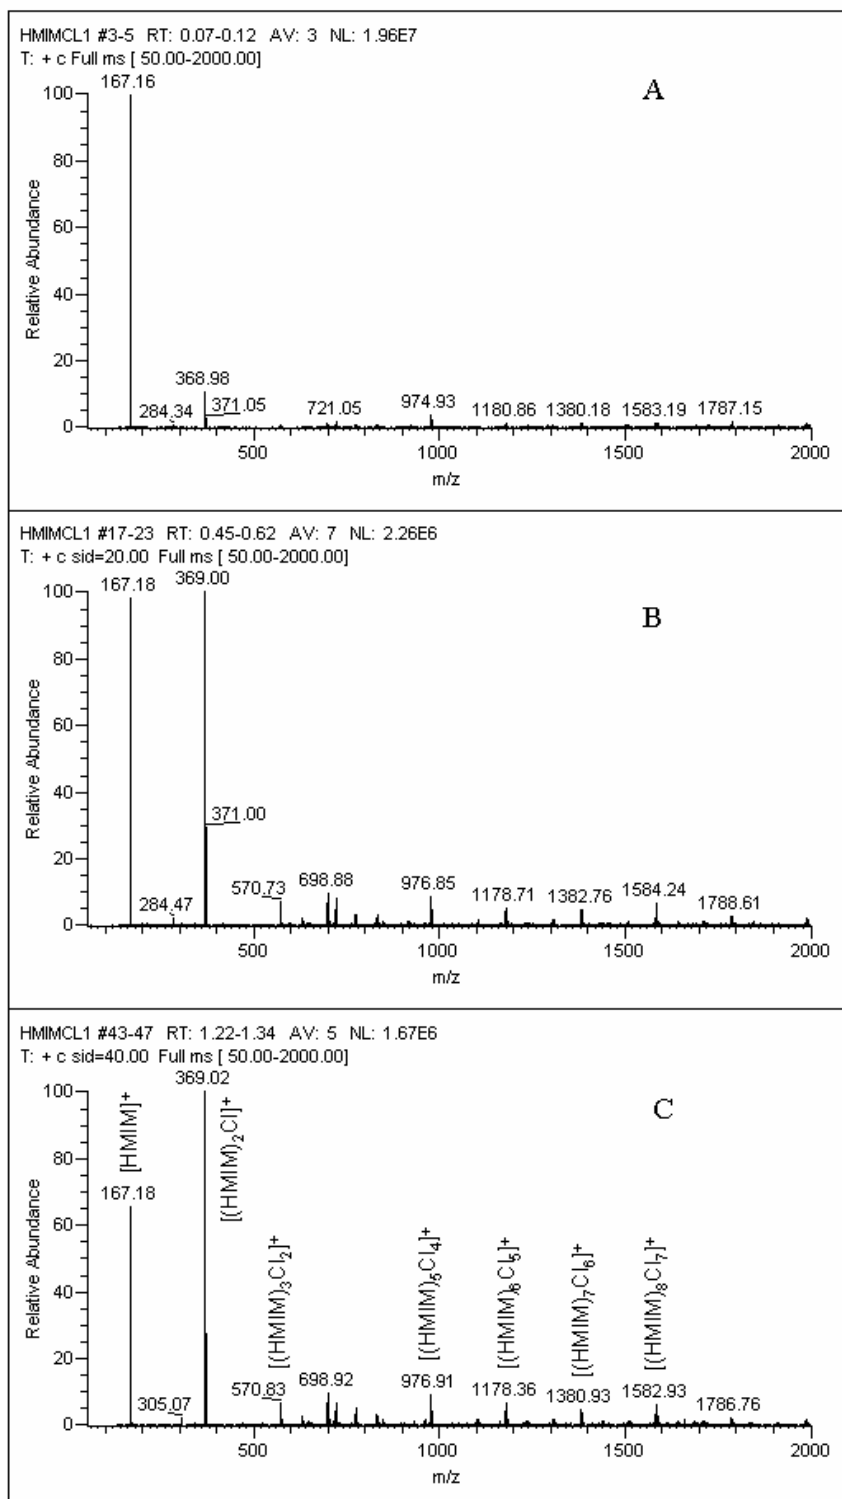 HMIMCL1 #3-5 RT: 0.07-0.12 AV: 3 NL: 1.96E7
T: + c Full ms [ 50.00-2000.00]
167.16
A
100
80
60
40
20
0
Relative Abundance
284.34
368.98
371.05
721.05
974.93
1180.86
1380.18
1583.19
1787.15
500
1000
1500
2000
m/z
HMIMCL1 #17-23 RT: 0.45-0.62 AV: 7 NL: 2.26E6
T: + c sid=20.00 Full ms [ 50.00-2000.00]
167.18
369.00
B
100
80
60
40
20
0
Relative Abundance
284.47
371.00
570.73
698.88
976.85
1178.71
1382.76
1584.24
1788.61
500
1000
1500
2000
m/z
HMIMCL1 #43-47 RT: 1.22-1.34 AV: 5 NL: 1.67E6
T: + c sid=40.00 Full ms [ 50.00-2000.00]
369.02
C
100
80
60
40
20
0
Relative Abundance
[HMIM]+
167.18
[(HMIM)2Cl]+
[(HMIM)3Cl2]+
[(HMIM)5Cl4]+
[(HMIM)6Cl5]+
[(HMIM)7Cl6]+
[(HMIM)8Cl7]+
305.07
570.83
698.92
976.91
1178.36
1380.93
1582.93
1786.76
500
1000
1500
2000
m/z